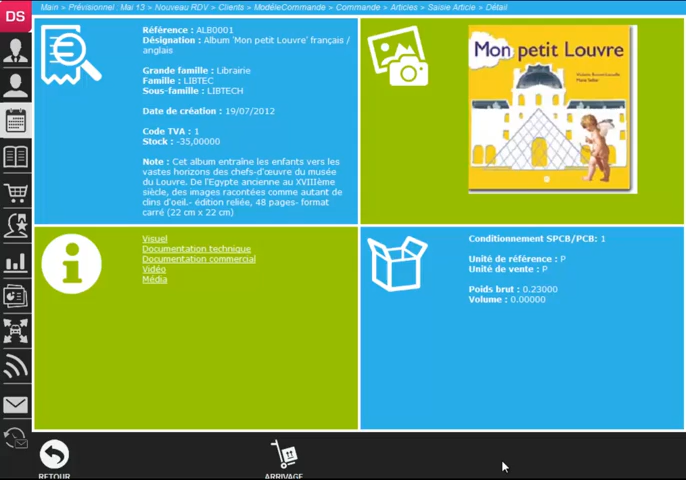 DS
Main > Prévisionnel : Mai 13 > Nouveau RDV > Clients > ModéleCommande > Commande > Articles > Saisie Article > Détail
Référence : ALB0001
Désignation : Album 'Mon petit Louvre' français /
anglais
Grande famille : Librairie
Famille : LIBTEC
Sous-famille : LIBTECH
Date de création : 19/07/2012
Code TVA : 1
Stock : -35,00000
Note : Cet album entraîne les enfants vers les
vastes horizons des chefs-d'œuvre du musée
du Louvre. De l'Egypte ancienne au XVIIIème
siècle, des images racontées comme autant de
clins d'oeil.- édition reliée, 48 pages- format
carré (22 cm x 22 cm)
Mon petit Louvre
Visuel
Documentation technique
Documentation commercial
Vidéo
Média
Conditionnement SPCB/PCB: 1
Unité de référence : P
Unité de vente : P
Poids brut : 0.23000
Volume : 0.00000
RETOUR
ARRIVAGE